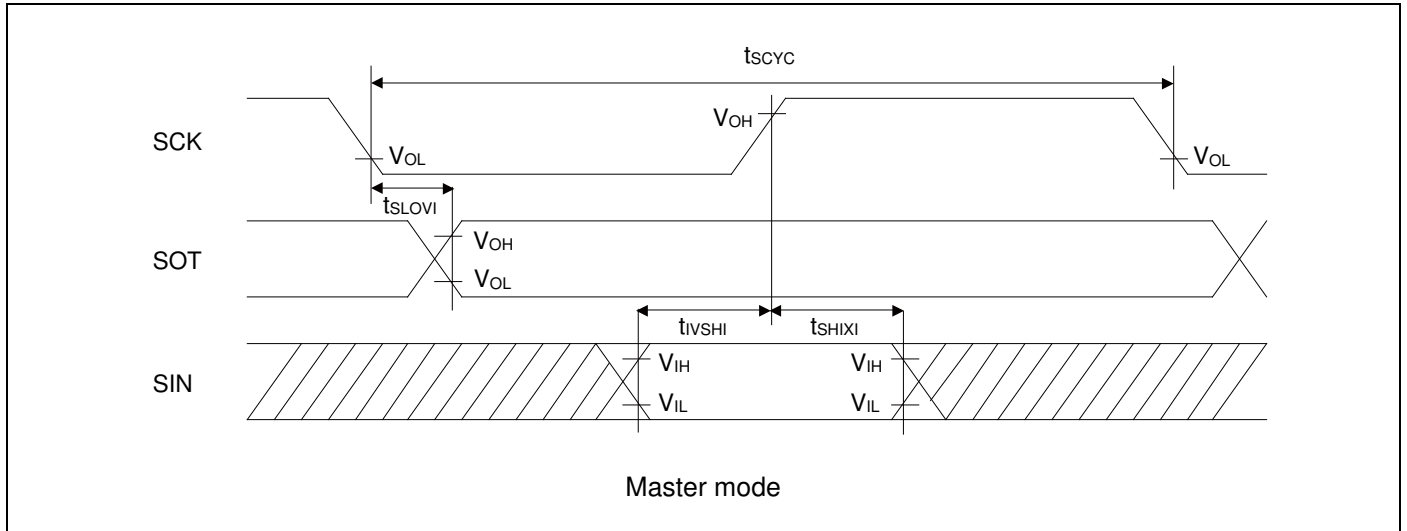 tSCYC
SCK
VOH
VOL
VOL
tSLOVI
SOT
VOH
VOL
tIVSHI
tSHIXI
SIN
VIH
VIH
VIL
VIL
Master mode